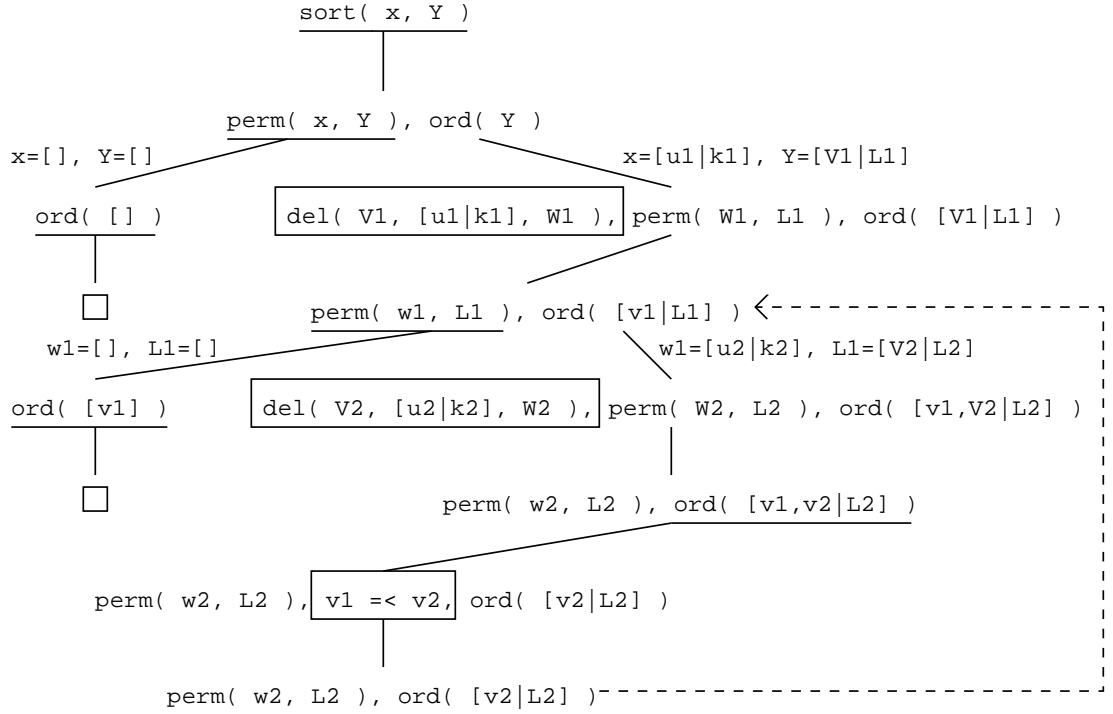 sort( x, Y )
perm( x, Y ), ord( Y )
x=[], Y=[] x=[u1|k1], Y=[V1|L1]
ord( [] ) del( V1, [u1|k1], W1 ), perm( W1, L1 ), ord( [V1|L1] )
perm( w1, L1 ), ord( [v1|L1] )
w1=[], L1=[] w1=[u2|k2], L1=[V2|L2]
ord( [v1] ) del( V2, [u2|k2], W2 ), perm( W2, L2 ), ord( [v1,V2|L2] )
perm( w2, L2 ), ord( [v1,v2|L2] )
perm( w2, L2 ), v1 =< v2, ord( [v2|L2] )
perm( w2, L2 ), ord( [v2|L2] )